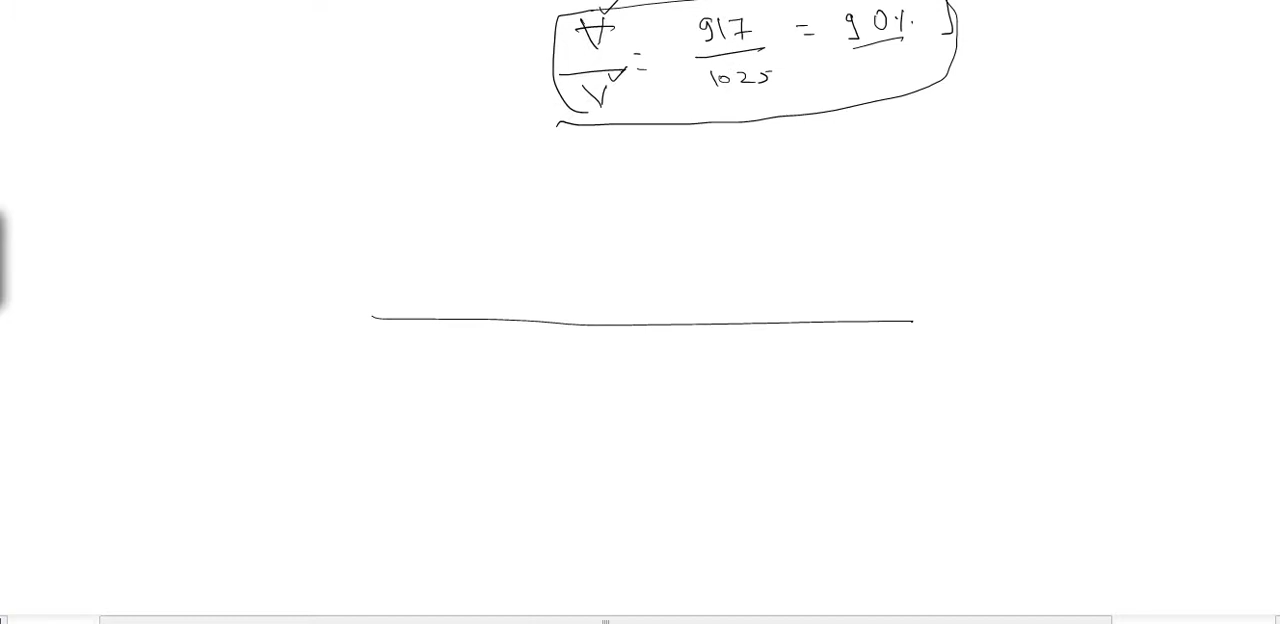 V/V = 917/1025 = 90%